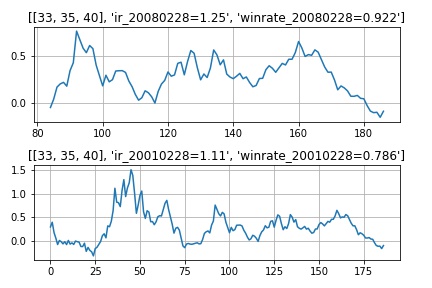 [[33, 35, 40], 'ir_20080228=1.25', 'winrate_20080228=0.922']
0.5
0.0
80 100 120 140 160 180
[[33, 35, 40], 'ir_20010228=1.11', 'winrate_20010228=0.786']
1.5
1.0
0.5
0.0
0 25 50 75 100 125 150 175